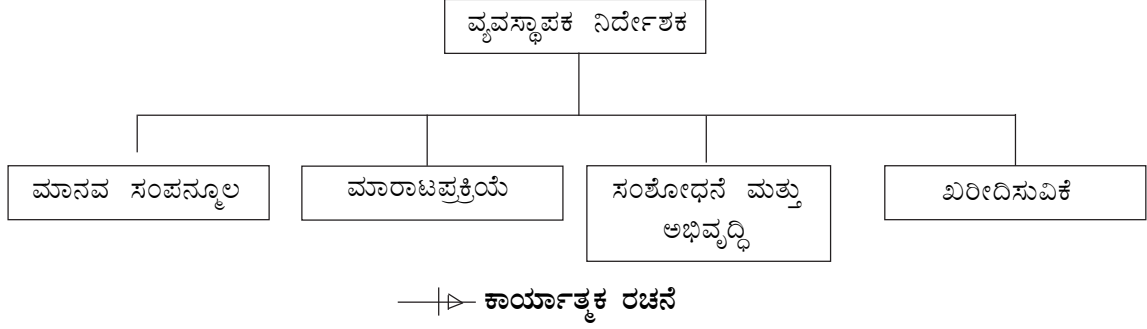 ವ್ಯವಸ್ಥಾಪಕ ನಿರ್ದೇಶಕ
ಮಾನವ ಸಂಪನ್ಮೂಲ
ಮಾರಾಟಪ್ರಕ್ರಿಯೆ
ಸಂಶೋಧನೆ ಮತ್ತು
ಅಭಿವೃದ್ಧಿ
ಖರೀದಿಸುವಿಕೆ
ಕಾರ್ಯಾತ್ಮಕ ರಚನೆ